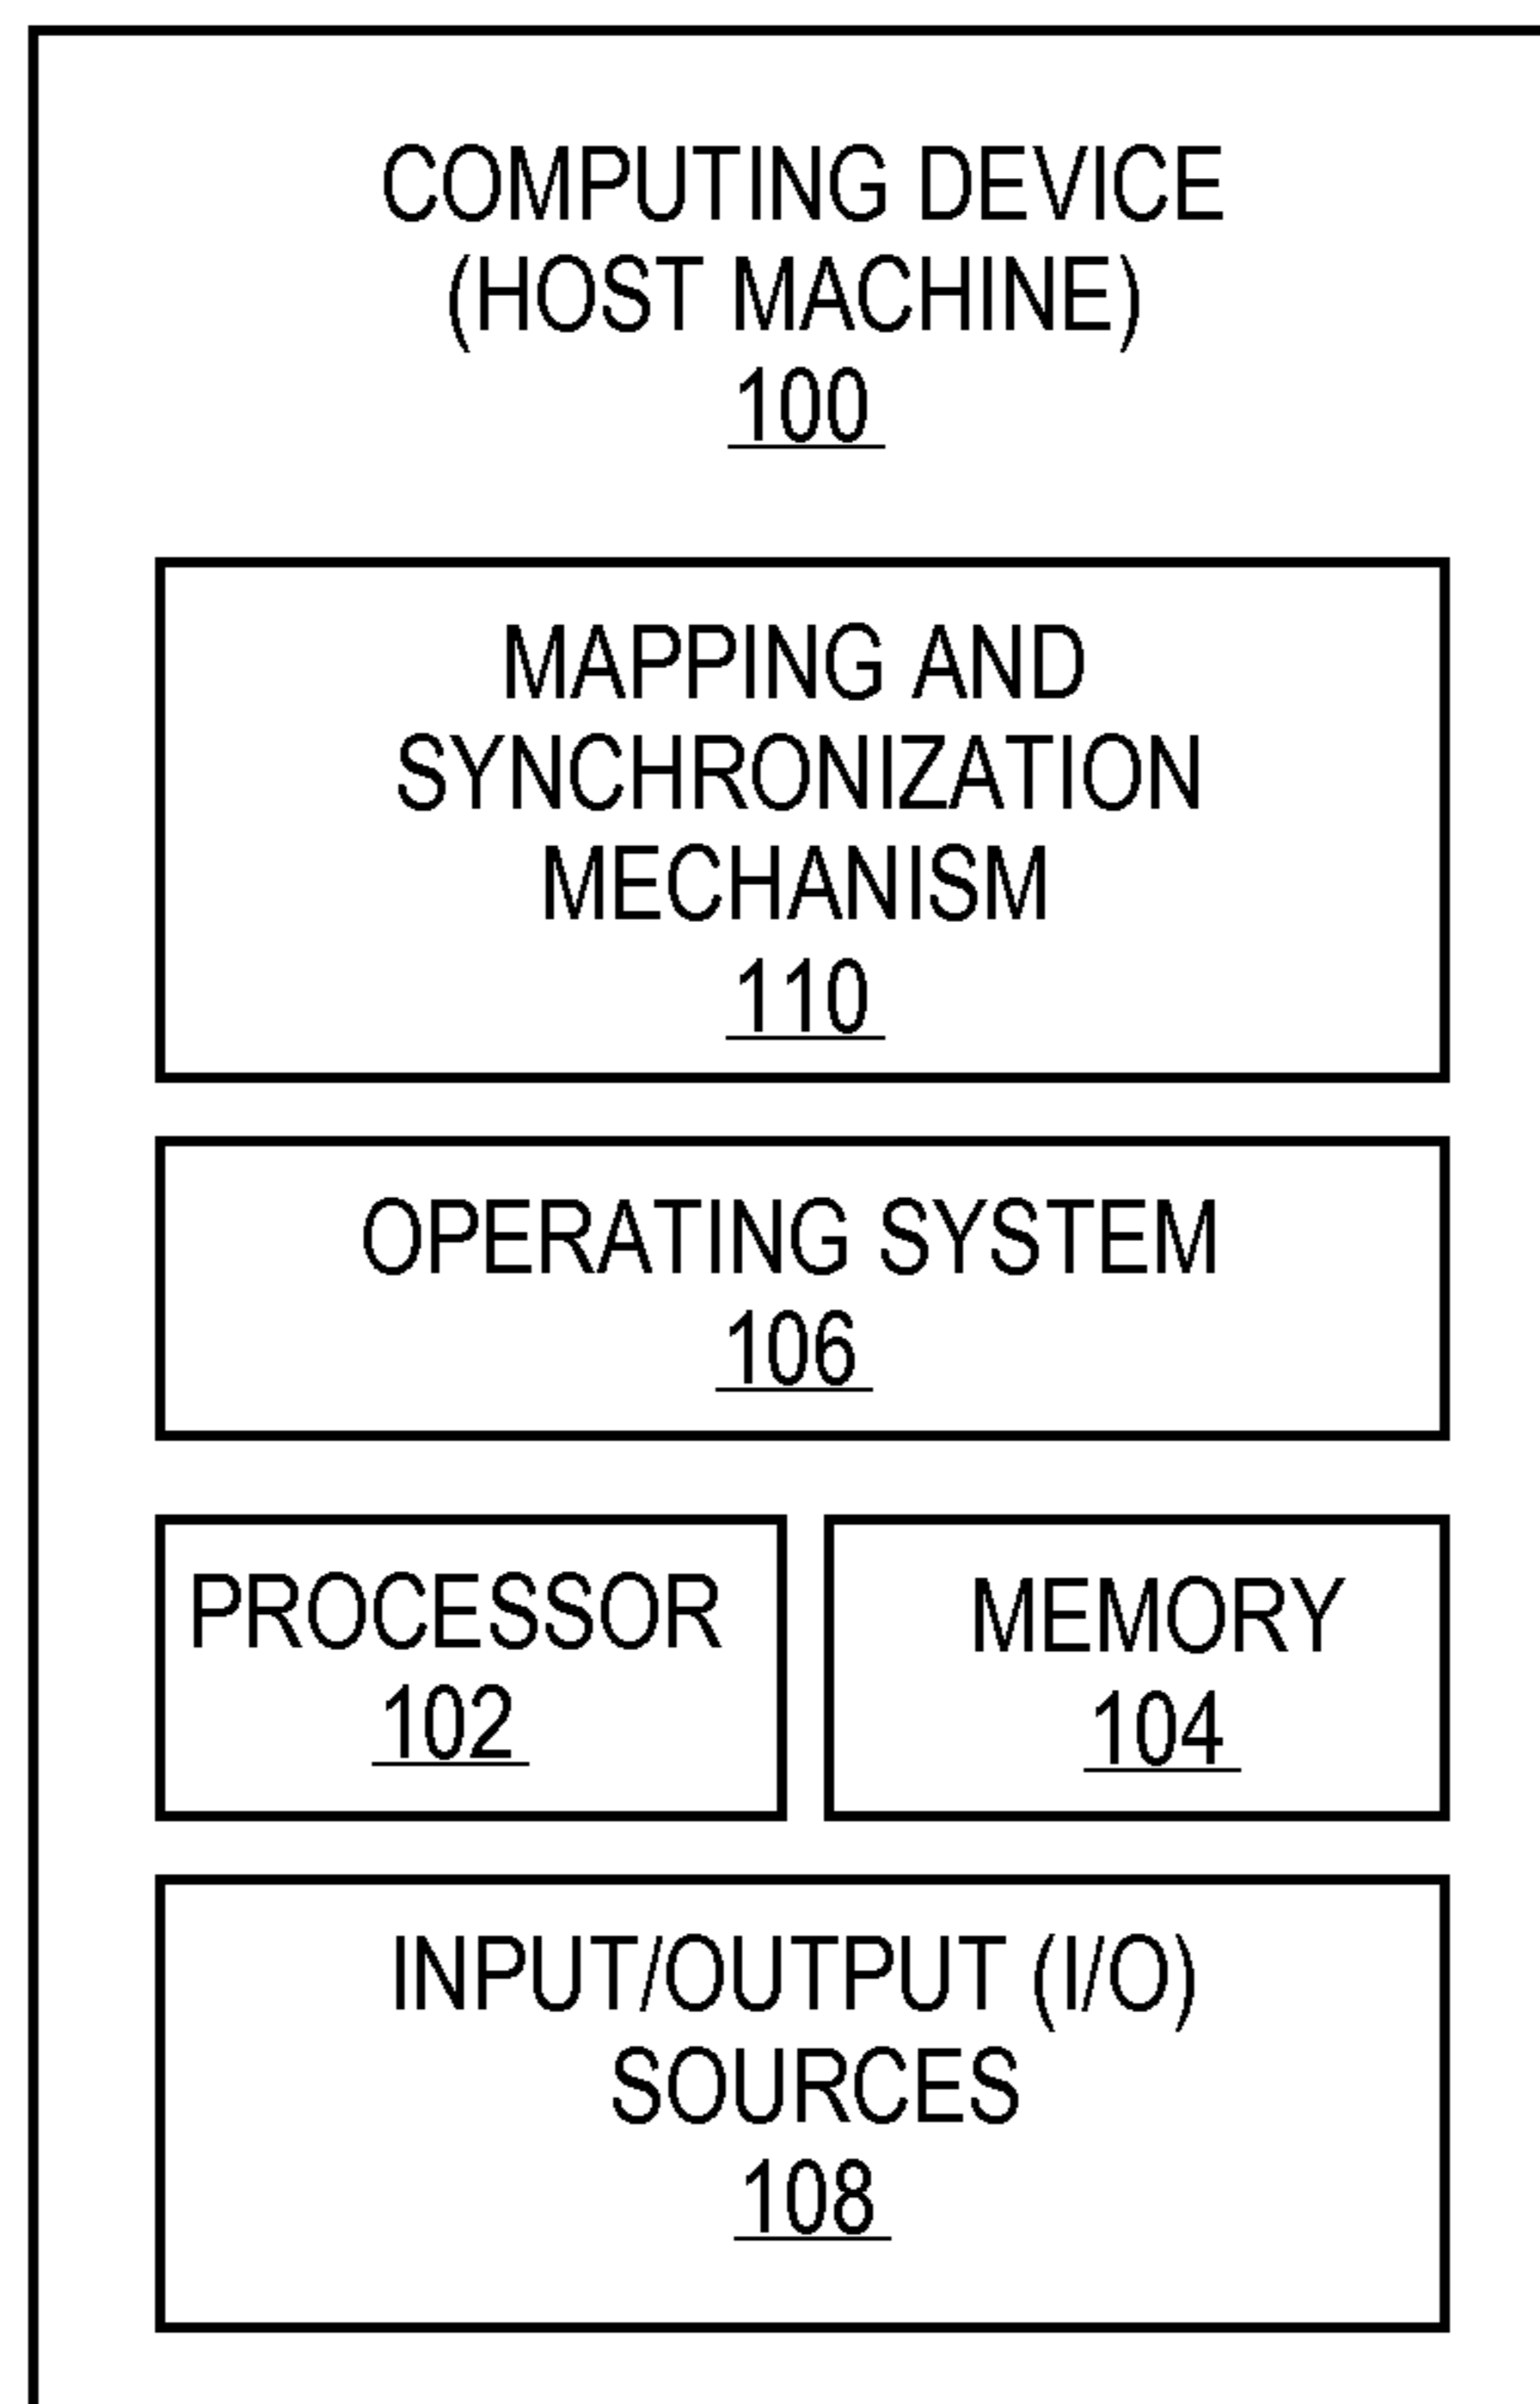 COMPUTING DEVICE
(HOST MACHINE)
100
MAPPING AND
SYNCHRONIZATION
MECHANISM
110
OPERATING SYSTEM
106
PROCESSOR
102
MEMORY
104
INPUT/OUTPUT (I/O)
SOURCES
108